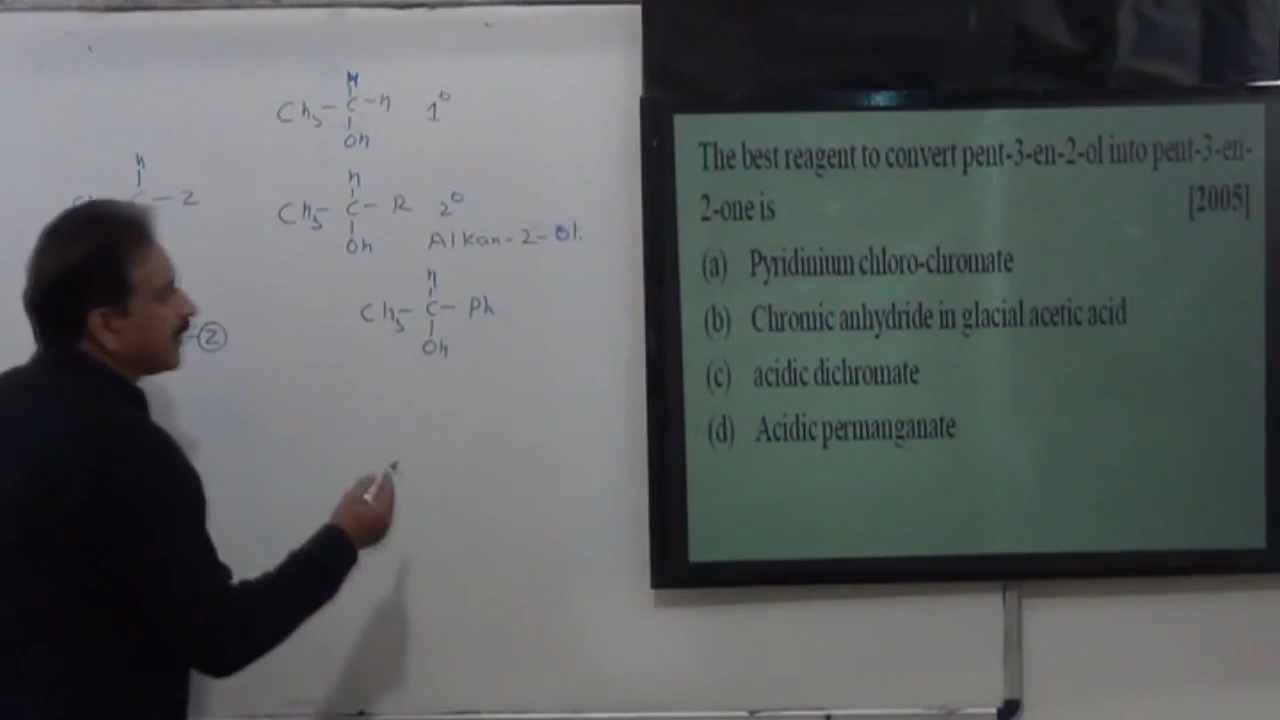 H
CH3 - C - H 1°
OH
H
C - Z
H
CH3 - C - R 2°
OH
Alkan-2-Ol.
H
CH3 - C - Ph
OH
Z
The best reagent to convert pent-3-en-2-ol into pent-3-en-
2-one is [2005]
(a) Pyridinium chloro-chromate
(b) Chromic anhydride in glacial acetic acid
(c) acidic dichromate
(d) Acidic permanganate